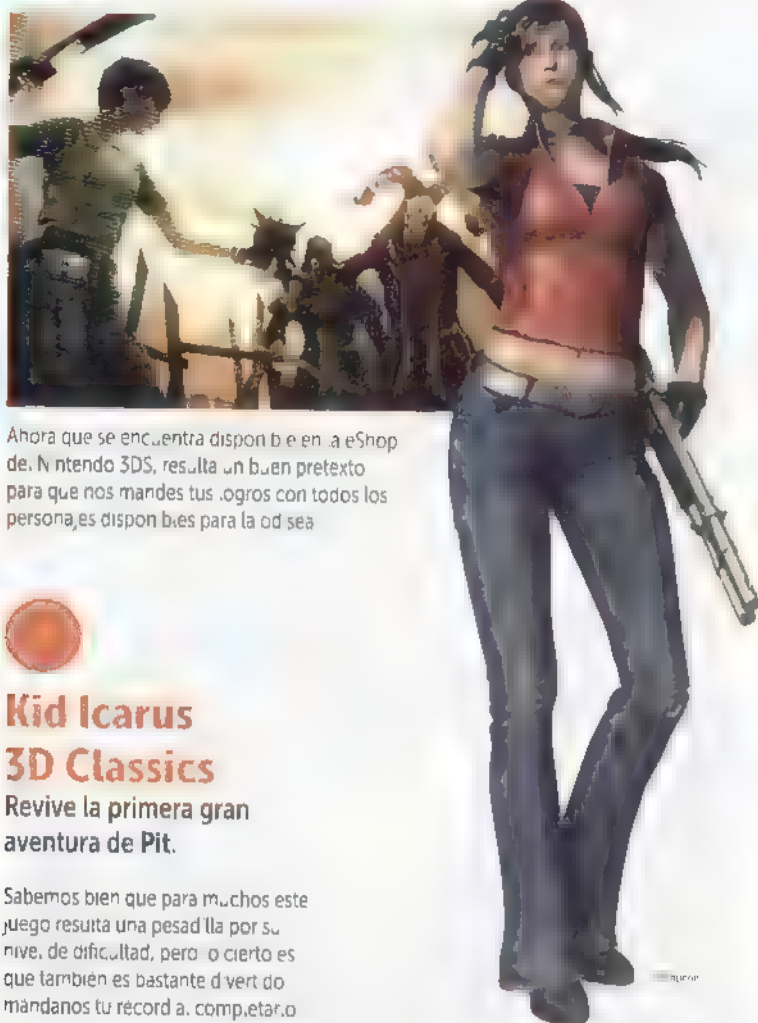 Ahora que se encuentra disponible en la eShop
del Nintendo 3DS, resulta un buen pretexto
para que nos mandes tus logros con todos los
personajes disponibles para la odisea
Kid Icarus
3D Classics
Revive la primera gran
aventura de Pit.
Sabemos bien que para muchos este
juego resulta una pesadilla por su
nivel de dificultad, pero lo cierto es
que también es bastante divertido
mándanos tu récord al completarlo